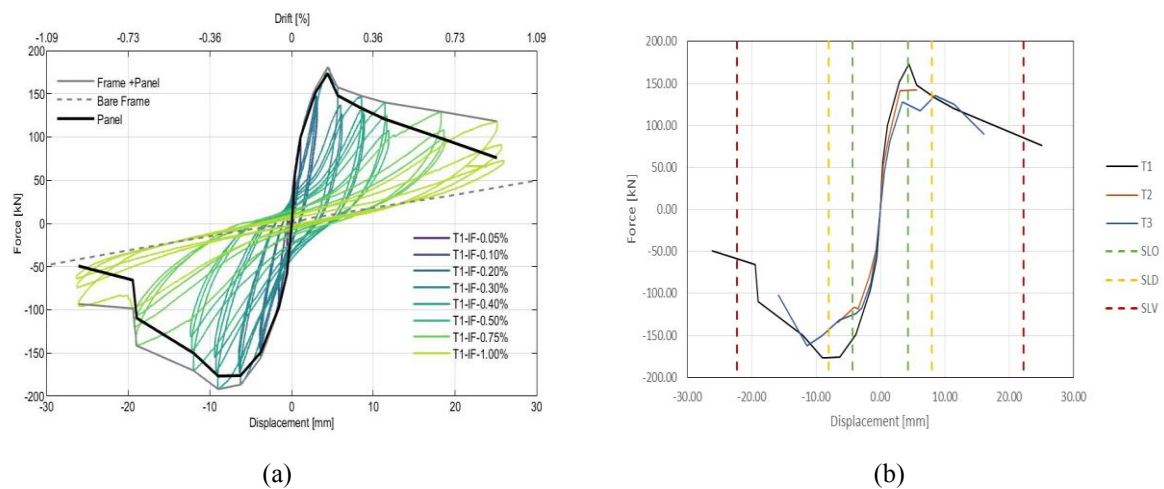 Drift [%]
-1.09 -0.73 -0.36 0 0.36 0.73 1.09
200
150
100
50
0
-50
-100
-150
-200
Force [kN]
Frame +Panel
Bare Frame
Panel
T1-IF-0.05%
T1-IF-0.10%
T1-IF-0.20%
T1-IF-0.30%
T1-IF-0.40%
T1-IF-0.50%
T1-IF-0.75%
T1-IF-1.00%
-30 -20 -10 0 10 20 30
Displacement [mm]
(a)
200.00
150.00
100.00
50.00
0.00
-50.00
-100.00
-150.00
-200.00
Force [kN]
-30.00 -20.00 -10.00 0.00 10.00 20.00 30.00
Displacement [mm]
T1
T2
T3
SLO
SLD
SLV
(b)